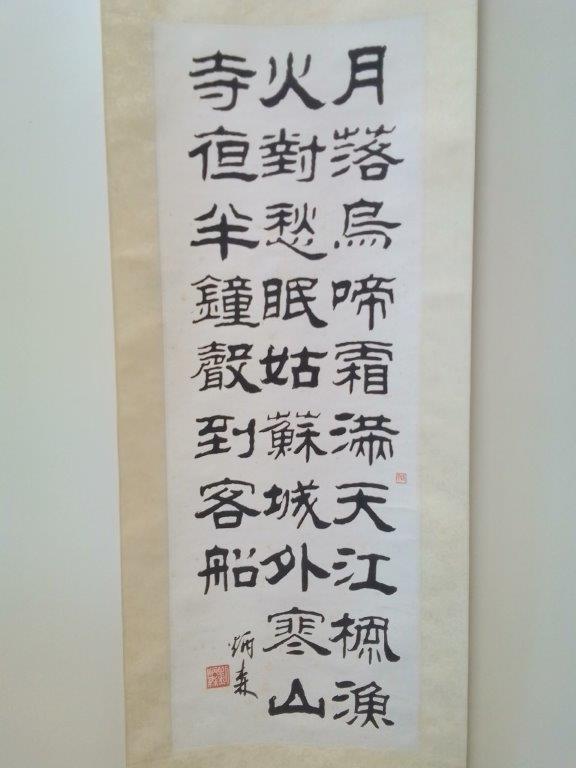 月落烏啼霜滿天江楓漁
火對愁眠姑蘇城外寒山
寺夜半鐘聲到客船
炳森